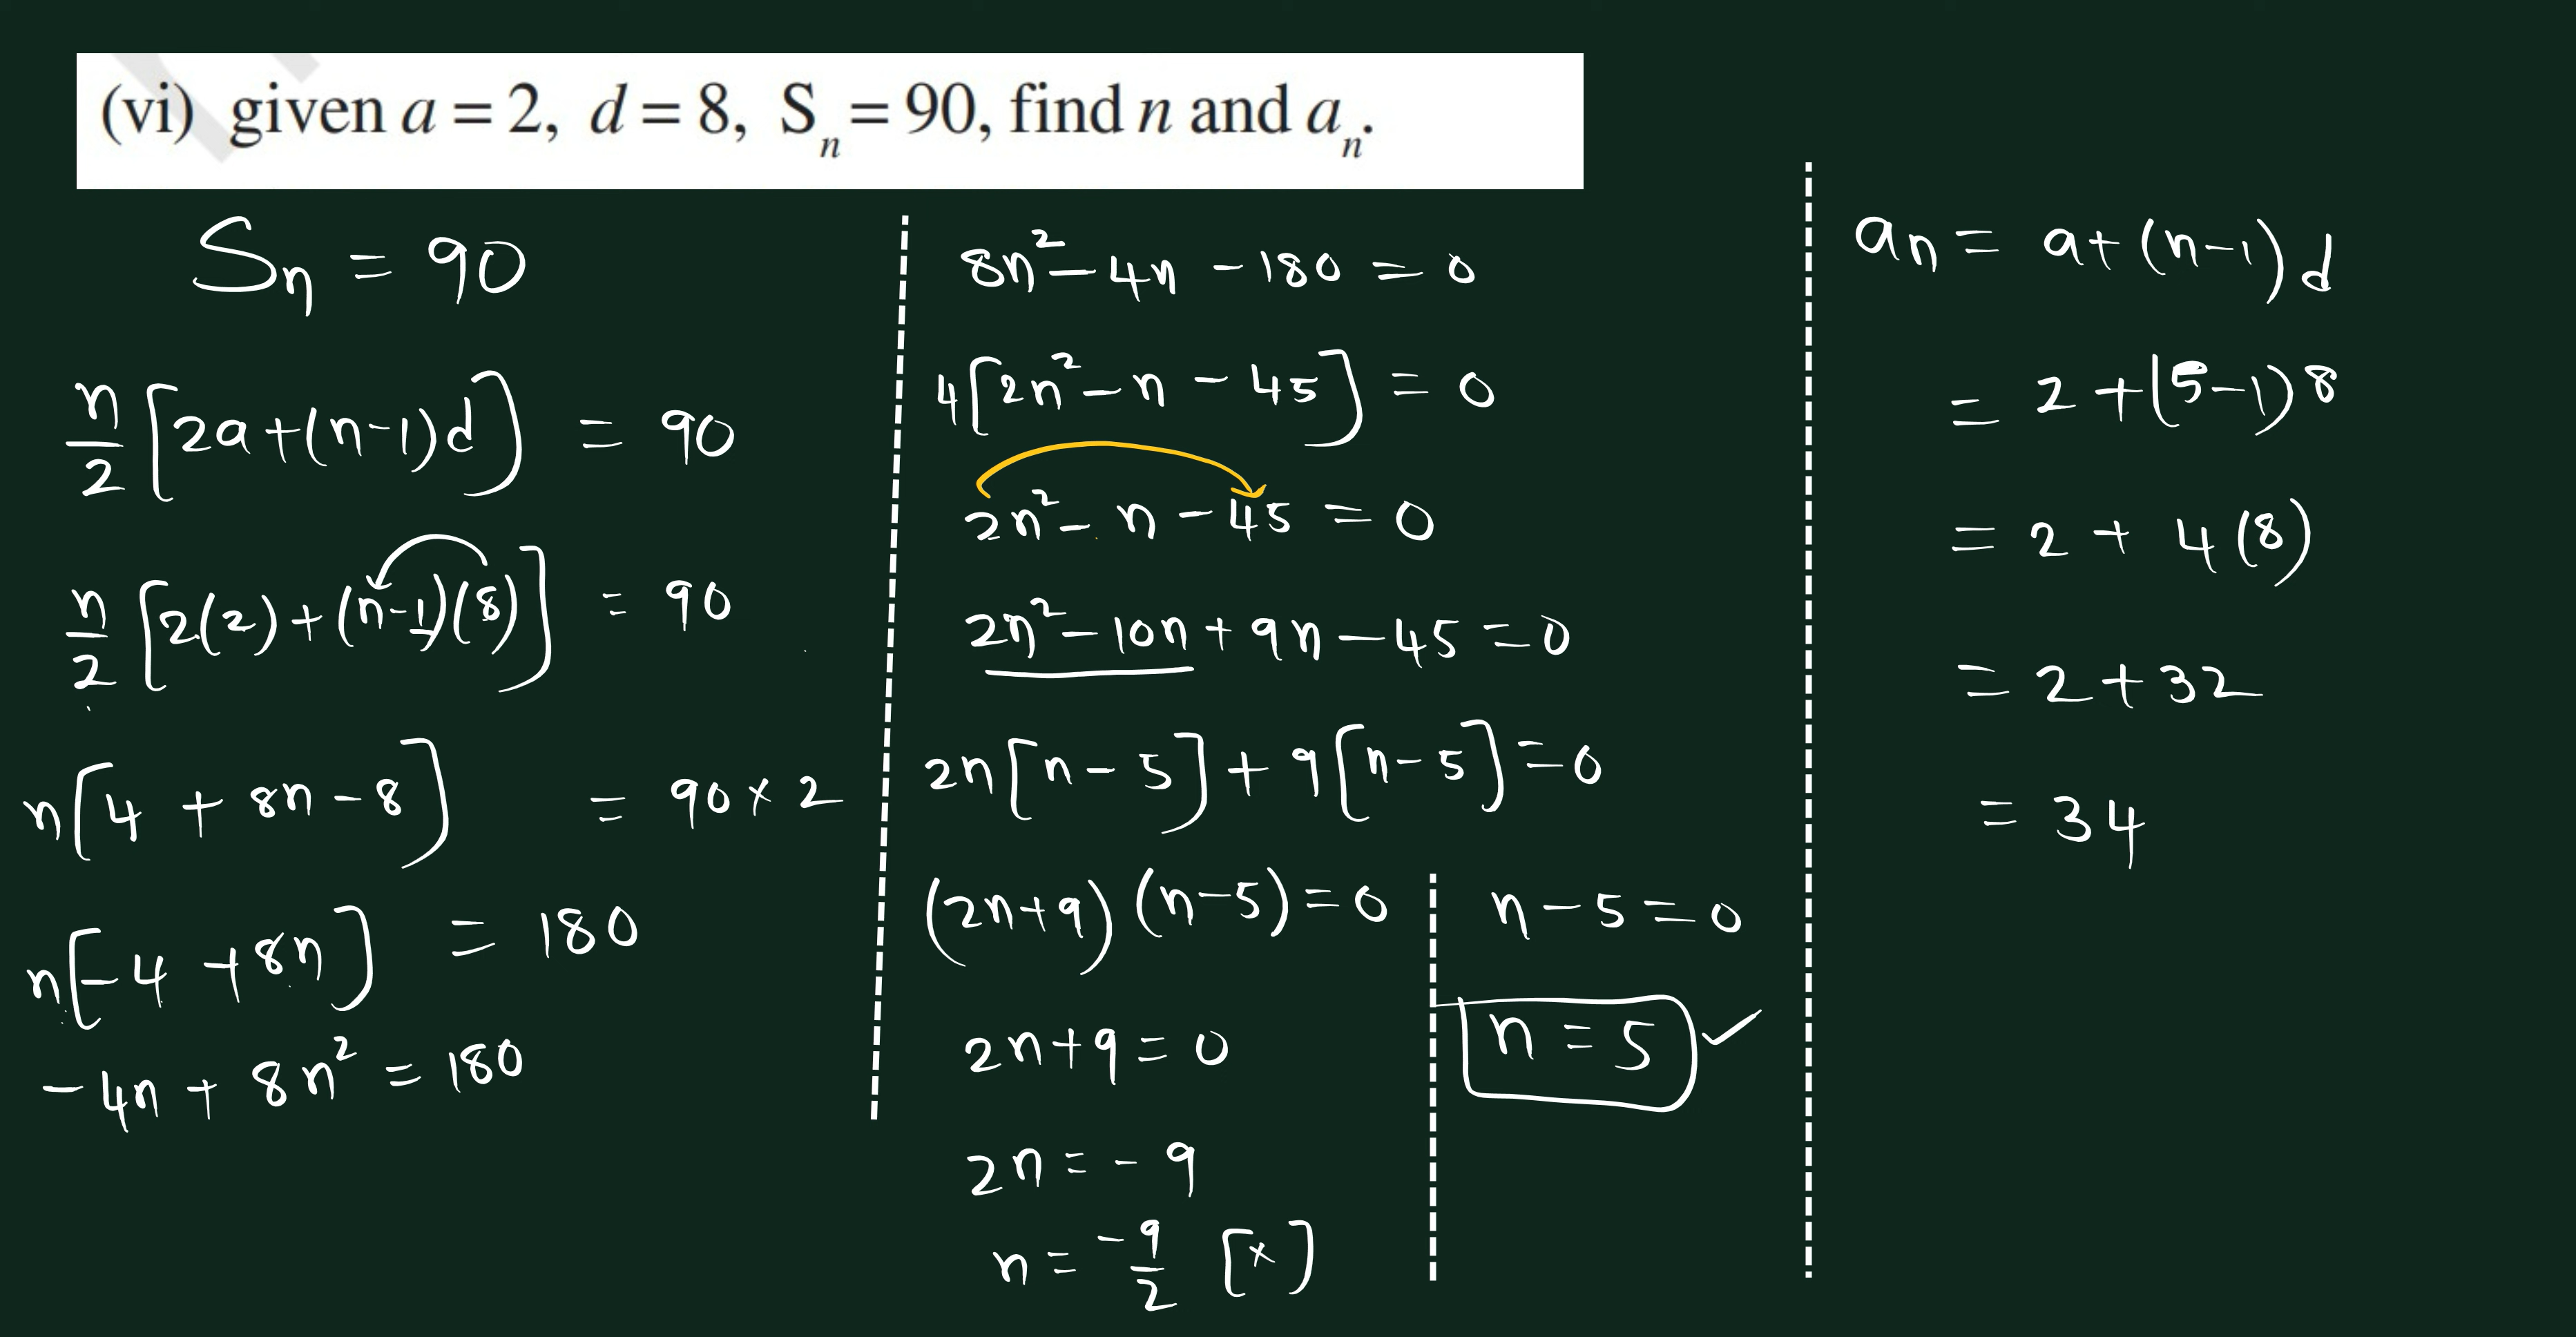 (vi) given a = 2, d = 8, Sₙ = 90, find n and aₙ.
Sₙ = 90
n/2 [2a+(n-1)d] = 90
n/2 [2(2)+(n-1)(8)] = 90
n[4 + 8n - 8] = 90 × 2
n[-4 + 8n] = 180
- 4n + 8n² = 180
8n² - 4n - 180 = 0
4[2n² - n - 45] = 0
2n² - n - 45 = 0
2n² - 10n + 9n - 45 = 0
2n[n - 5] + 9[n - 5] = 0
(2n+9)(n-5) = 0
2n+9 = 0
2n = - 9
n = -9/2 [×]
n - 5 = 0
n = 5 ✓
aₙ = a+(n-1)d
= 2 +(5-1)8
= 2 + 4(8)
= 2 + 32
= 34